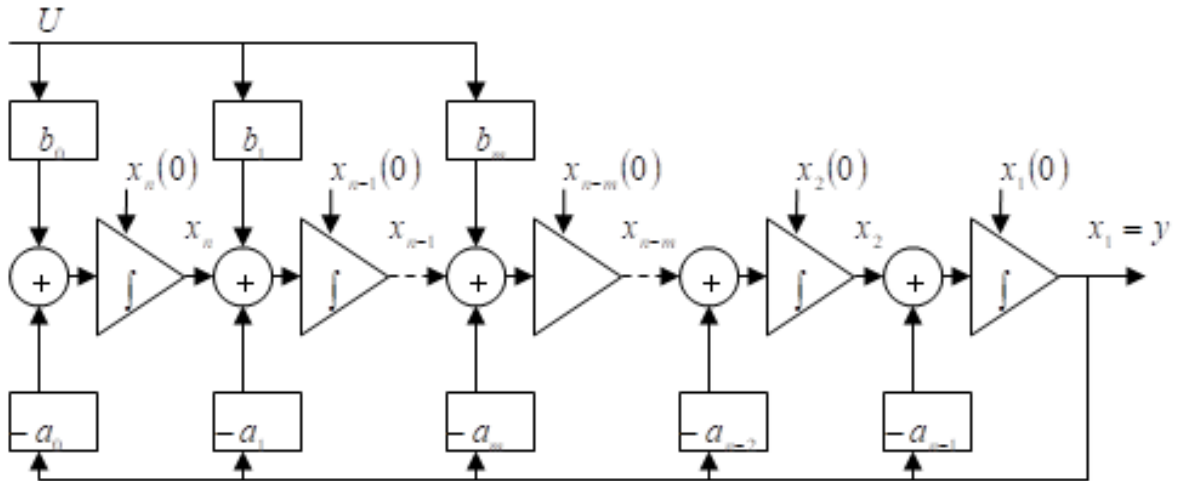 U
b₀ b₁ bₘ
xₙ(0) xₙ₋₁(0) xₙ₋ₘ(0) x₂(0) x₁(0)
xₙ xₙ₋₁ xₙ₋ₘ x₂ x₁ = y
+ ∫ + ∫ + + ∫ + ∫
−a₀ −a₁ −aₘ −aₙ₋₂ −aₙ₋₁